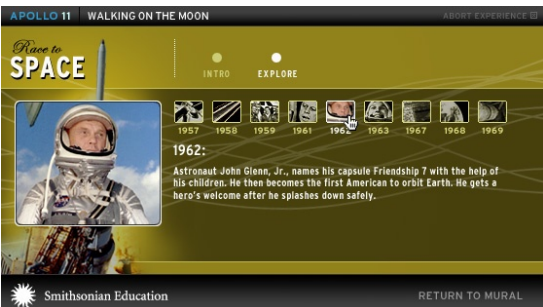 APOLLO 11 WALKING ON THE MOON ABORT EXPERIENCE
Race to
SPACE
INTRO EXPLORE
1957 1958 1959 1961 1962 1963 1967 1968 1969
1962:
Astronaut John Glenn, Jr., names his capsule Friendship 7 with the help of
his children. He then becomes the first American to orbit Earth. He gets a
hero's welcome after he splashes down safely.
Smithsonian Education RETURN TO MURAL